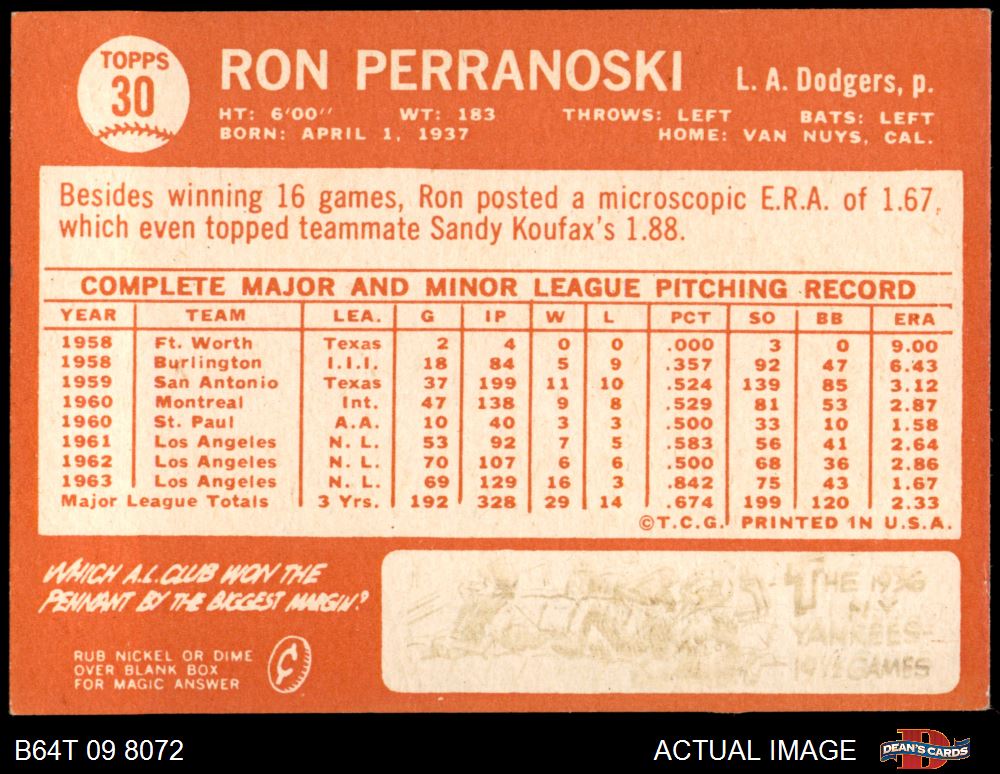 TOPPS
30
RON PERRANOSKI
L. A. Dodgers, p.
HT: 6'00'' WT: 183 THROWS: LEFT BATS: LEFT
BORN: APRIL 1, 1937 HOME: VAN NUYS, CAL.
Besides winning 16 games, Ron posted a microscopic E.R.A. of 1.67,
which even topped teammate Sandy Koufax's 1.88.
COMPLETE MAJOR AND MINOR LEAGUE PITCHING RECORD
YEAR TEAM LEA. G IP W L PCT SO BB ERA
1958 Ft. Worth Texas 2 4 0 0 .000 3 0 9.00
1958 Burlington I.I.I. 18 84 5 9 .357 92 47 6.43
1959 San Antonio Texas 37 199 11 10 .524 139 85 3.12
1960 Montreal Int. 47 138 9 8 .529 81 53 2.87
1960 St. Paul A.A. 10 40 3 3 .500 33 10 1.58
1961 Los Angeles N. L. 53 92 7 5 .583 56 41 2.64
1962 Los Angeles N. L. 70 107 6 6 .500 68 36 2.86
1963 Los Angeles N. L. 69 129 16 3 .842 75 43 1.67
Major League Totals 3 Yrs. 192 328 29 14 .674 199 120 2.33
©T.C.G. PRINTED IN U.S.A.
WHICH A.L. CLUB WON THE
PENNANT BY THE BIGGEST MARGIN?
RUB NICKEL OR DIME
OVER BLANK BOX
FOR MAGIC ANSWER
THE 1936
N.Y.
YANKEES-
GAMES
B64T 09 8072
ACTUAL IMAGE
DEAN'S CARDS